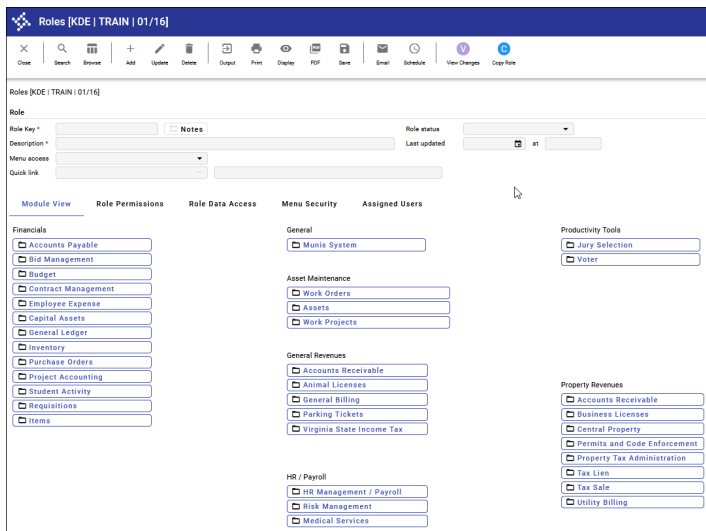 Roles [KDE | TRAIN | 01/16]
Close Search Browse Add Update Delete Output Print Display PDF Save Email Schedule View Changes Copy Role
Roles [KDE | TRAIN | 01/16]
Role
Role Key * Notes Role status
Description * Last updated at
Menu access
Quick link ...
Module View Role Permissions Role Data Access Menu Security Assigned Users
Financials
Accounts Payable
Bid Management
Budget
Contract Management
Employee Expense
Capital Assets
General Ledger
Inventory
Purchase Orders
Project Accounting
Student Activity
Requisitions
Items
General
Munis System
Asset Maintenance
Work Orders
Assets
Work Projects
General Revenues
Accounts Receivable
Animal Licenses
General Billing
Parking Tickets
Virginia State Income Tax
HR / Payroll
HR Management / Payroll
Risk Management
Medical Services
Productivity Tools
Jury Selection
Voter
Property Revenues
Accounts Receivable
Business Licenses
Central Property
Permits and Code Enforcement
Property Tax Administration
Tax Lien
Tax Sale
Utility Billing